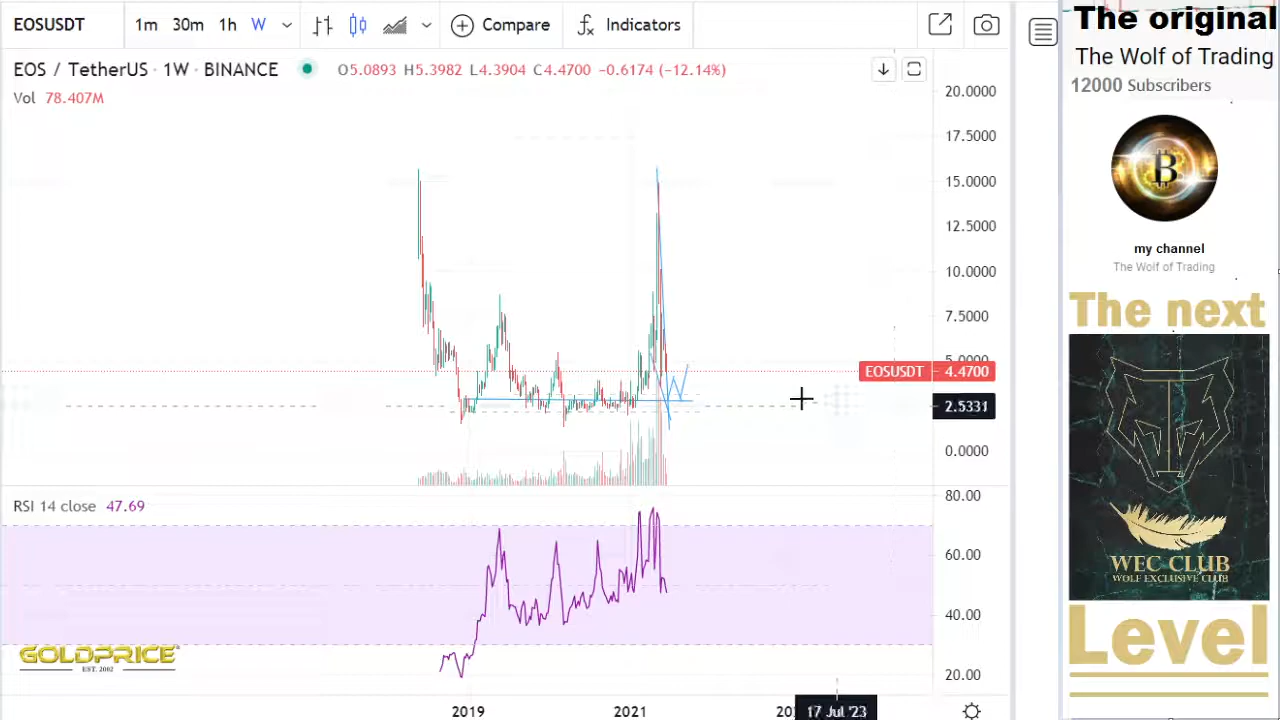 EOSUSDT 1m 30m 1h W Compare Indicators
EOS / TetherUS · 1W · BINANCE O5.0893 H5.3982 L4.3904 C4.4700 −0.6174 (−12.14%)
Vol 78.407M
20.0000
17.5000
15.0000
12.5000
10.0000
7.5000
5.0000
EOSUSDT 4.4700
2.5331
0.0000
RSI 14 close 47.69
80.00
60.00
40.00
20.00
GOLDPRICE
EST. 2002
2019 2021 17 Jul '23
The original
The Wolf of Trading
12000 Subscribers
B
my channel
The Wolf of Trading
The next
WEC CLUB
WOLF EXCLUSIVE CLUB
Level